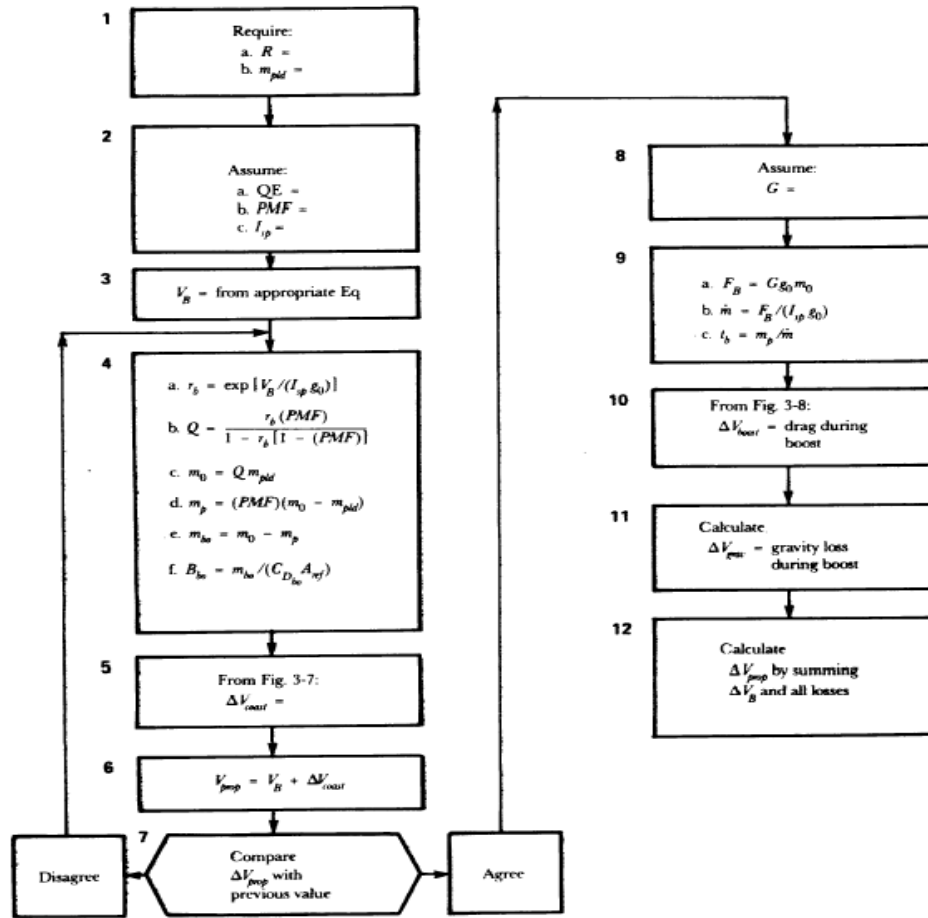 1
Require:
a. R =
b. m_pld =
2
Assume:
a. QE =
b. PMF =
c. I_sp =
3
V_B = from appropriate Eq
4
a. r_b = exp [V_B/(I_sp g_0)]
b. Q = r_b (PMF) / 1 − r_b [1 − (PMF)]
c. m_0 = Q m_pld
d. m_p = (PMF)(m_0 − m_pld)
e. m_bo = m_0 − m_p
f. B_bo = m_bo/(C_D_bo A_ref)
5
From Fig. 3-7:
ΔV_coast =
6
V_prop = V_B + ΔV_coast
7
Compare
ΔV_prop with
previous value
Disagree
Agree
8
Assume:
G =
9
a. F_B = Gg_0 m_0
b. ṁ = F_B/(I_sp g_0)
c. t_b = m_p/ṁ
10
From Fig. 3-8:
ΔV_boost = drag during
boost
11
Calculate
ΔV_grav = gravity loss
during boost
12
Calculate
ΔV_prop by summing
ΔV_B and all losses